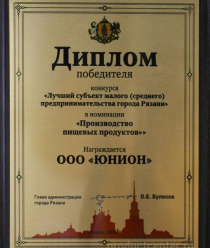 Диплом
победителя
конкурса
«Лучший субъект малого (среднего)
предпринимательства города Рязани»
в номинации
«Производство
пищевых продуктов»»
Награждается
ООО «ЮНИОН»
Глава администрации
города Рязани
О.Е. Булеков